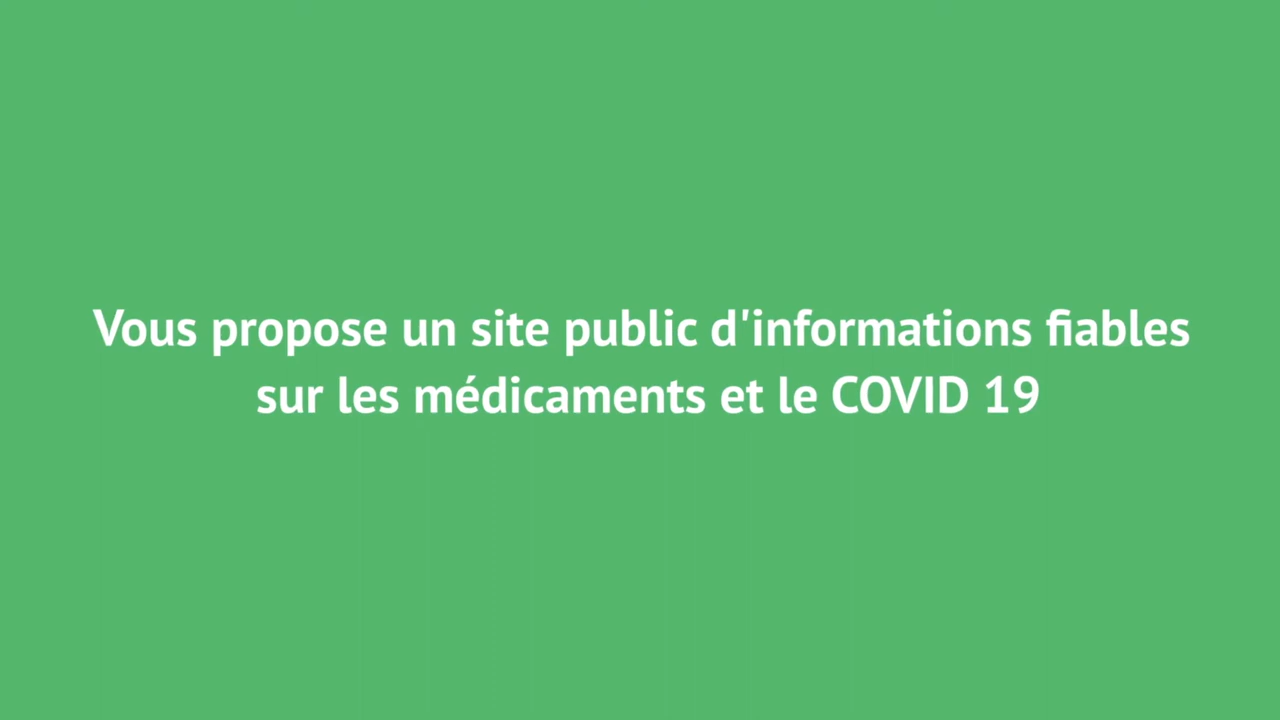 Vous propose un site public d'informations fiables
sur les médicaments et le COVID 19